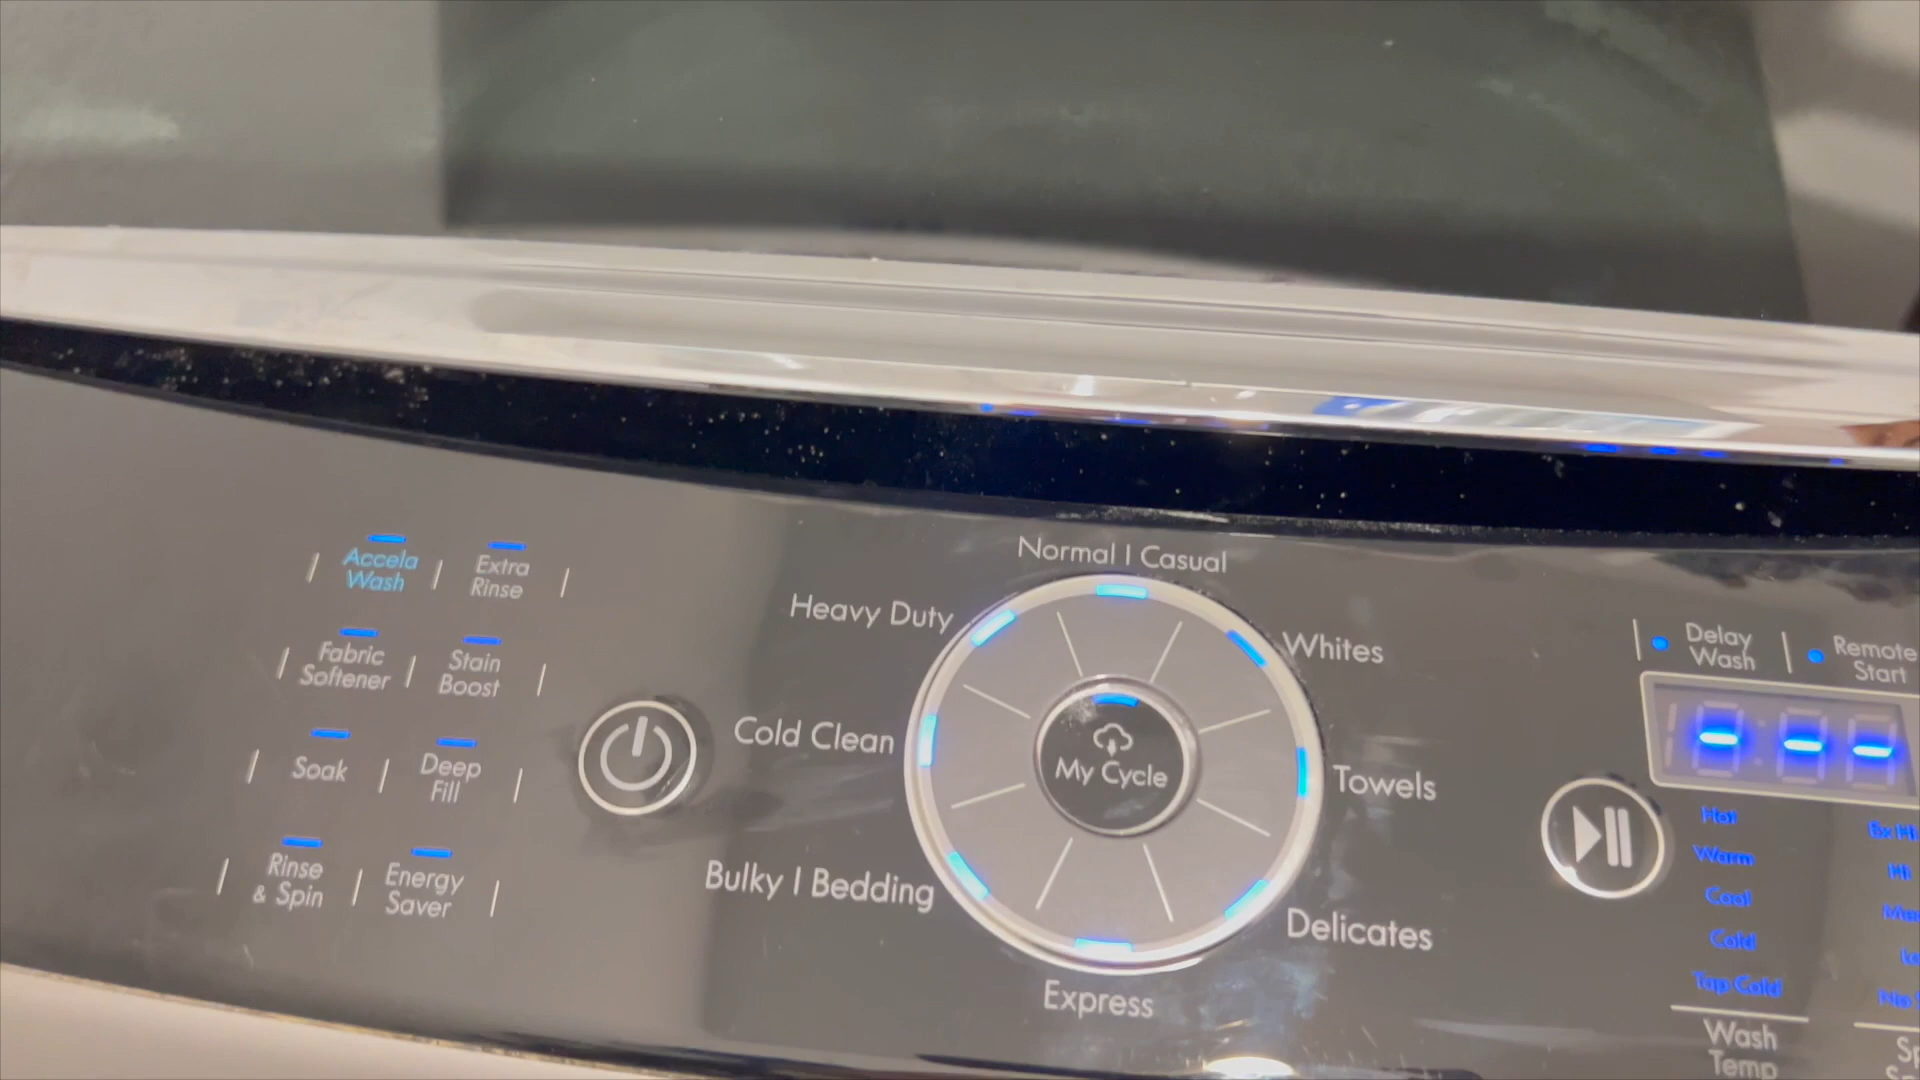 Accela
Wash
Extra
Rinse
Fabric
Softener
Stain
Boost
Soak
Deep
Fill
Rinse
& Spin
Energy
Saver
Normal | Casual
Heavy Duty
Whites
Cold Clean
My Cycle
Towels
Bulky | Bedding
Delicates
Express
Delay
Wash
Remote
Start
Hot
Warm
Cool
Cold
Tap Cold
Wash
Temp